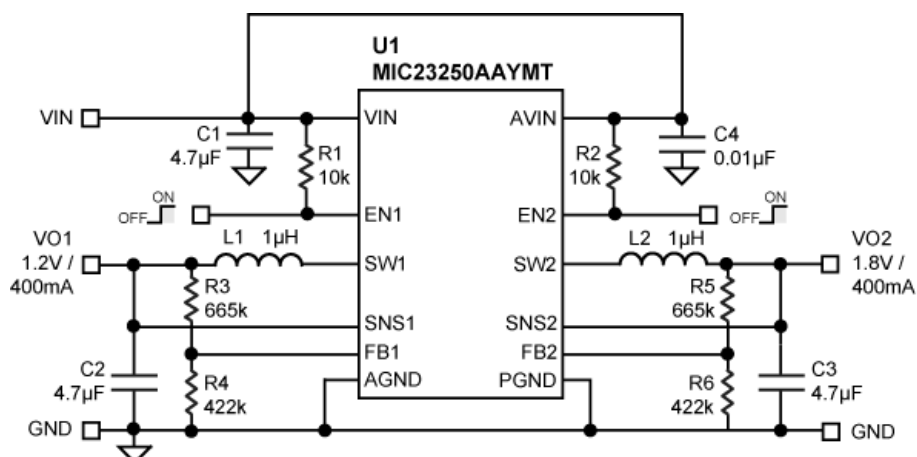 U1
MIC23250AAYMT
VIN
VIN
AVIN
C1
4.7µF
R1
10k
R2
10k
C4
0.01µF
ON
OFF
EN1
EN2
ON
OFF
VO1
1.2V /
400mA
L1 1µH
SW1
SW2
L2 1µH
VO2
1.8V /
400mA
R3
665k
R5
665k
SNS1
SNS2
FB1
FB2
C2
4.7µF
R4
422k
AGND
PGND
R6
422k
C3
4.7µF
GND
GND